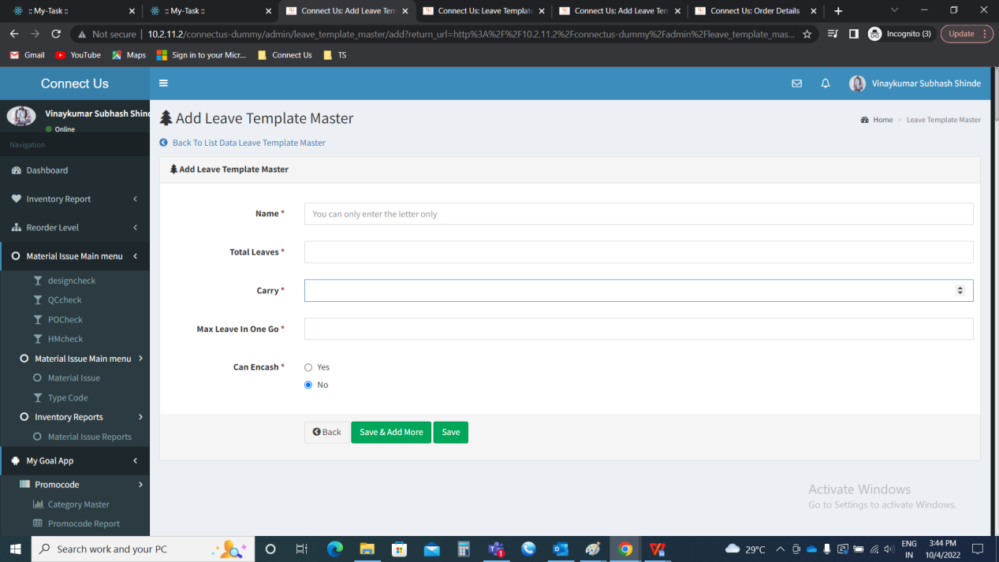 :: My-Task ::
:: My-Task ::
Connect Us: Add Leave Tem
Connect Us: Leave Templat
Connect Us: Add Leave Tem
Connect Us: Order Details
Not secure | 10.2.11.2/connectus-dummy/admin/leave_template_master/add?return_url=http%3A%2F%2F10.2.11.2%2Fconnectus-dummy%2Fadmin%2Fleave_template_mas...
Incognito (3)
Update
Gmail
YouTube
Maps
Sign in to your Micr...
Connect Us
TS
Connect Us
Vinaykumar Subhash Shinde
Vinaykumar Subhash Shind
Online
Navigation
Dashboard
Inventory Report
Reorder Level
Material Issue Main menu
designcheck
QCcheck
POCheck
HMcheck
Material Issue Main menu
Material Issue
Type Code
Inventory Reports
Material Issue Reports
My Goal App
Promocode
Category Master
Promocode Report
Add Leave Template Master
Home > Leave Template Master
Back To List Data Leave Template Master
Add Leave Template Master
Name *
You can only enter the letter only
Total Leaves *
Carry *
Max Leave In One Go *
Can Encash *
Yes
No
Back
Save & Add More
Save
Activate Windows
Go to Settings to activate Windows.
Search work and your PC
1
29°C
ENG
IN
3:44 PM
10/4/2022